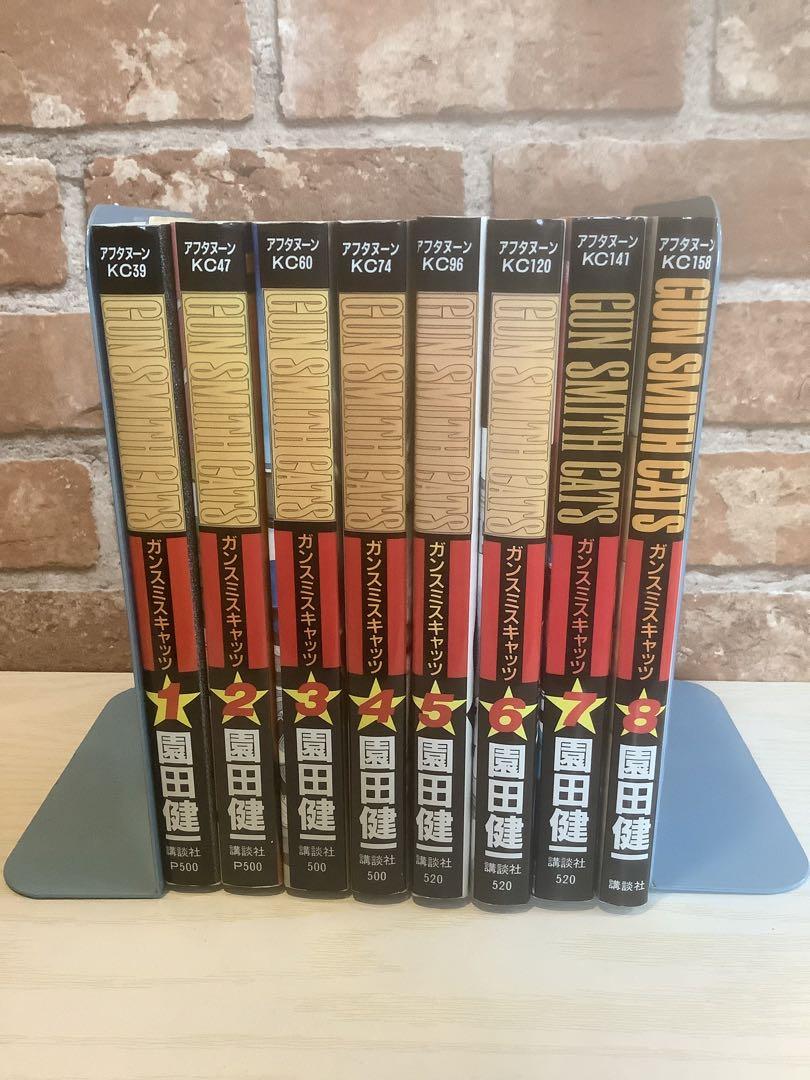 アフタヌーン
KC39
GUN SMITH CATS
ガンスミスキャッツ
1
園田健一
講談社
P500
アフタヌーン
KC47
GUN SMITH CATS
ガンスミスキャッツ
2
園田健一
講談社
P500
アフタヌーン
KC60
GUN SMITH CATS
ガンスミスキャッツ
3
園田健一
講談社
500
アフタヌーン
KC74
GUN SMITH CATS
ガンスミスキャッツ
4
園田健一
講談社
500
アフタヌーン
KC96
GUN SMITH CATS
ガンスミスキャッツ
5
園田健一
講談社
520
アフタヌーン
KC120
GUN SMITH CATS
ガンスミスキャッツ
6
園田健一
講談社
520
アフタヌーン
KC141
GUN SMITH CATS
ガンスミスキャッツ
7
園田健一
講談社
520
アフタヌーン
KC158
GUN SMITH CATS
ガンスミスキャッツ
8
園田健一
講談社